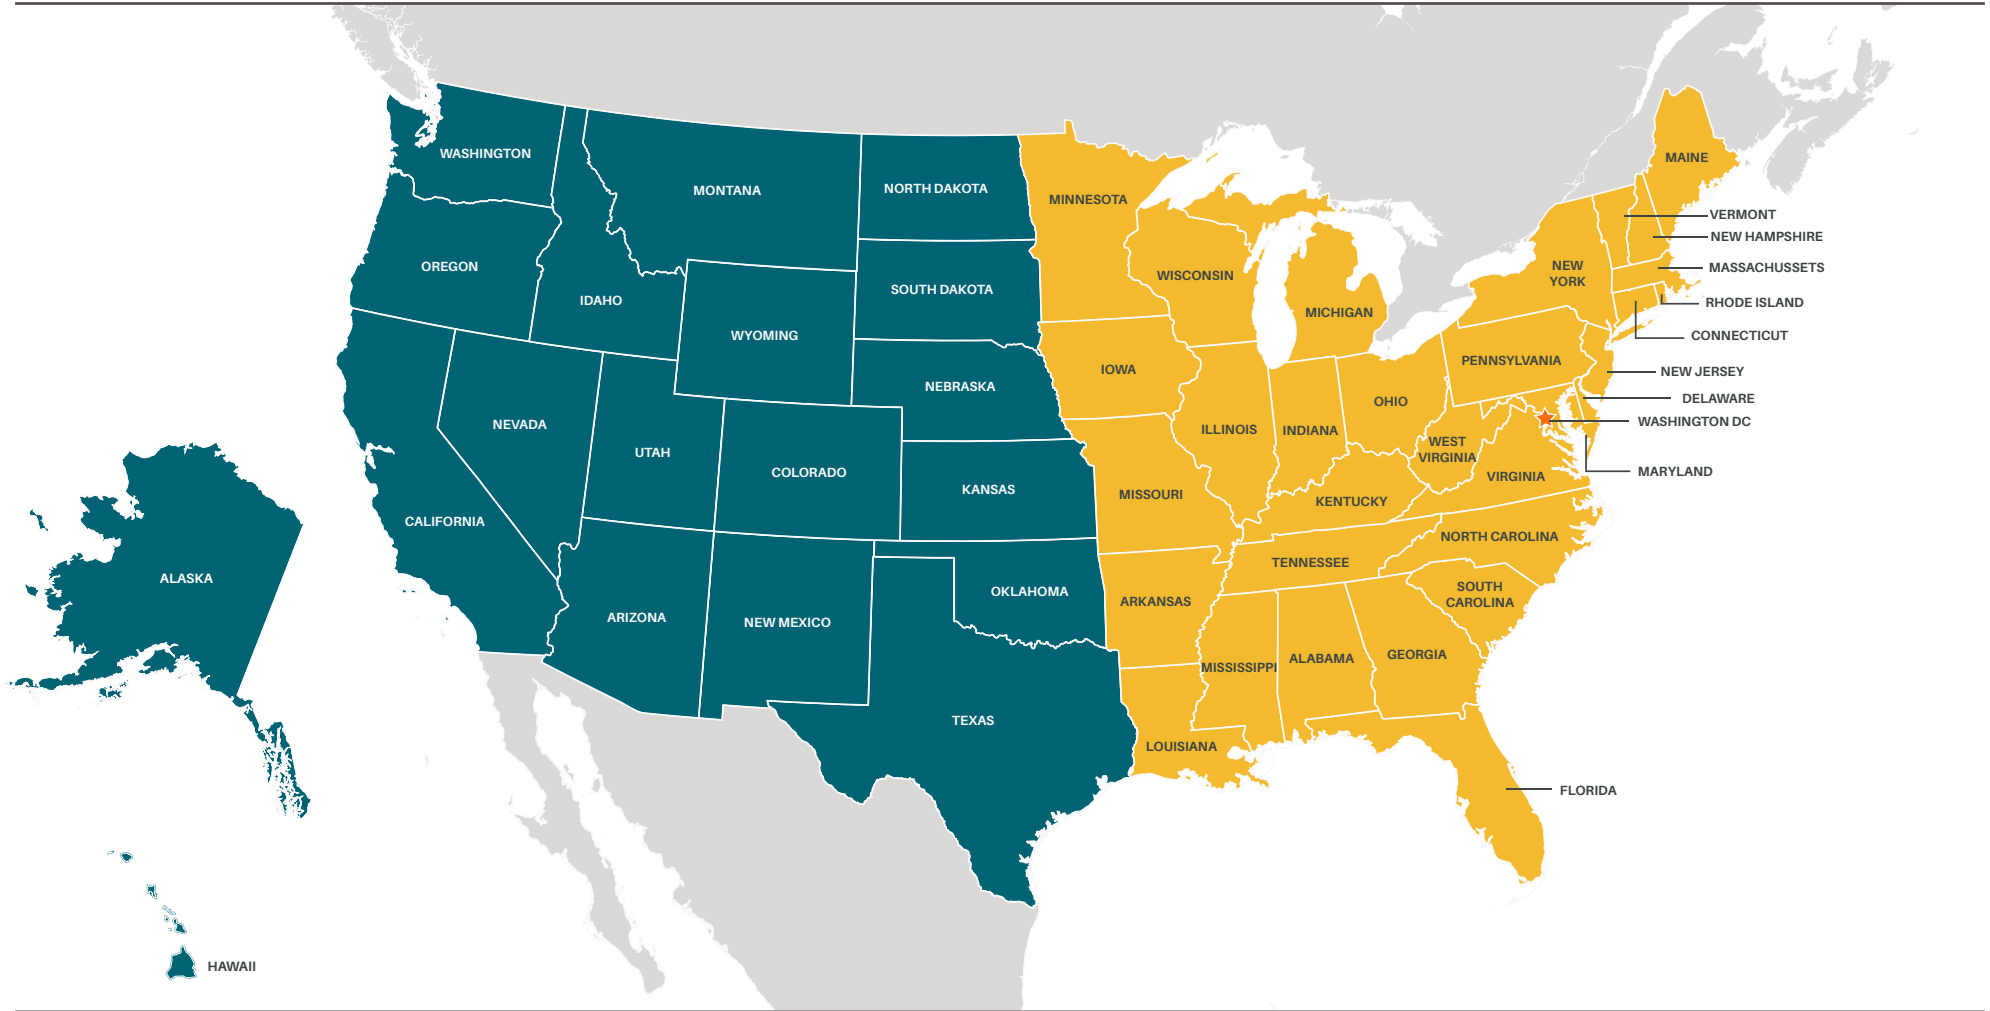 WASHINGTON
MONTANA
NORTH DAKOTA
MINNESOTA
MAINE
VERMONT
NEW HAMPSHIRE
OREGON
IDAHO
SOUTH DAKOTA
WISCONSIN
MICHIGAN
NEW
YORK
MASSACHUSSETS
RHODE ISLAND
CONNECTICUT
WYOMING
NEBRASKA
IOWA
PENNSYLVANIA
NEW JERSEY
DELAWARE
WASHINGTON DC
MARYLAND
NEVADA
UTAH
COLORADO
KANSAS
ILLINOIS
INDIANA
OHIO
WEST
VIRGINIA
VIRGINIA
MISSOURI
KENTUCKY
CALIFORNIA
ALASKA
ARIZONA
NEW MEXICO
OKLAHOMA
ARKANSAS
TENNESSEE
NORTH CAROLINA
SOUTH
CAROLINA
TEXAS
LOUISIANA
MISSISSIPPI
ALABAMA
GEORGIA
FLORIDA
HAWAII